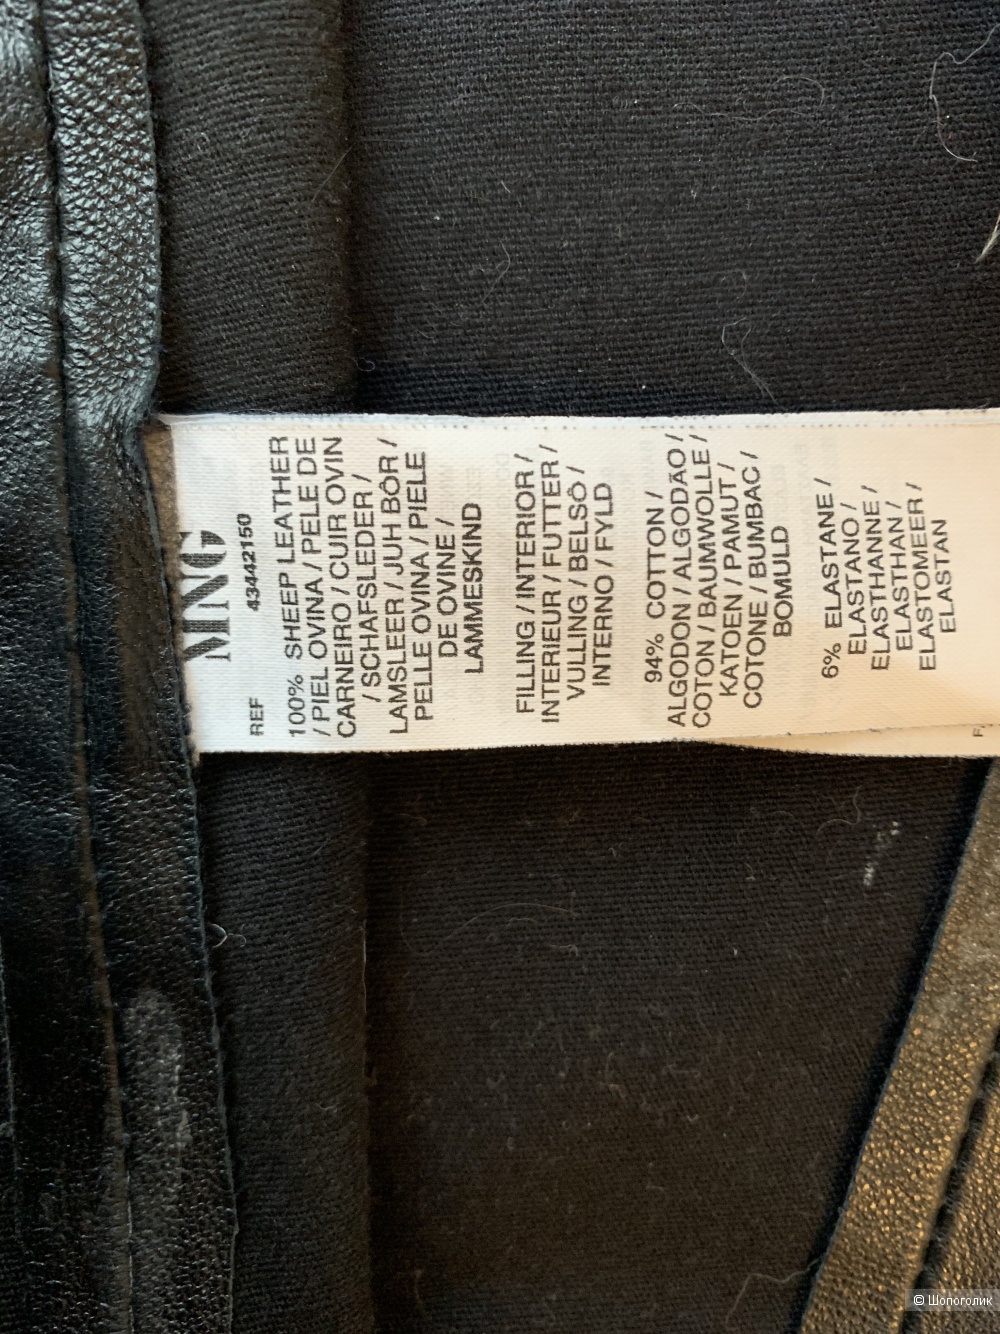 MNG
REF 43442150
100% SHEEP LEATHER
/ PIEL OVINA / PELE DE
CARNEIRO / CUIR OVIN
/ SCHAFSLEDER /
LAMSLEER / JUH BŐR /
PELLE OVINA / PIELE
DE OVINE /
LAMMESKIND
FILLING / INTERIOR /
INTERIEUR / FUTTER /
VULLING / BELSŐ /
INTERNO / FYLD
94% COTTON /
ALGODON / ALGODÃO /
COTON / BAUMWOLLE /
KATOEN / PAMUT /
COTONE / BUMBAC /
BOMULD
6% ELASTANE /
ELASTANO /
ELASTHANNE /
ELASTHAN /
ELASTOMER /
ELASTAN
© Шопоголик